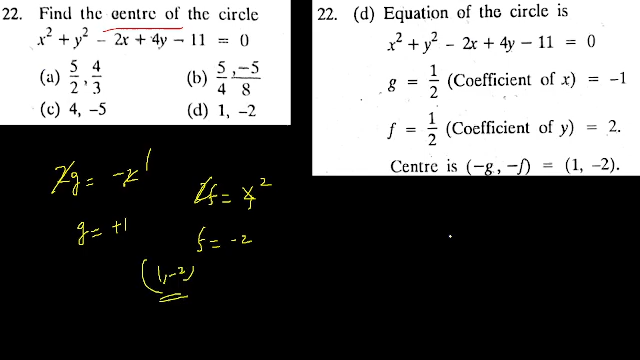 22. Find the centre of the circle
x² + y² − 2x + 4y − 11 = 0
(a) 5/2, 4/3 (b) 5/4, −5/8
(c) 4, −5 (d) 1, −2
22. (d) Equation of the circle is
x² + y² − 2x + 4y − 11 = 0
g = 1/2 (Coefficient of x) = −1
f = 1/2 (Coefficient of y) = 2.
Centre is (−g, −f) = (1, −2).
2g = −2 1
g = +1
2f = 4 2
f = −2
(1, −2)